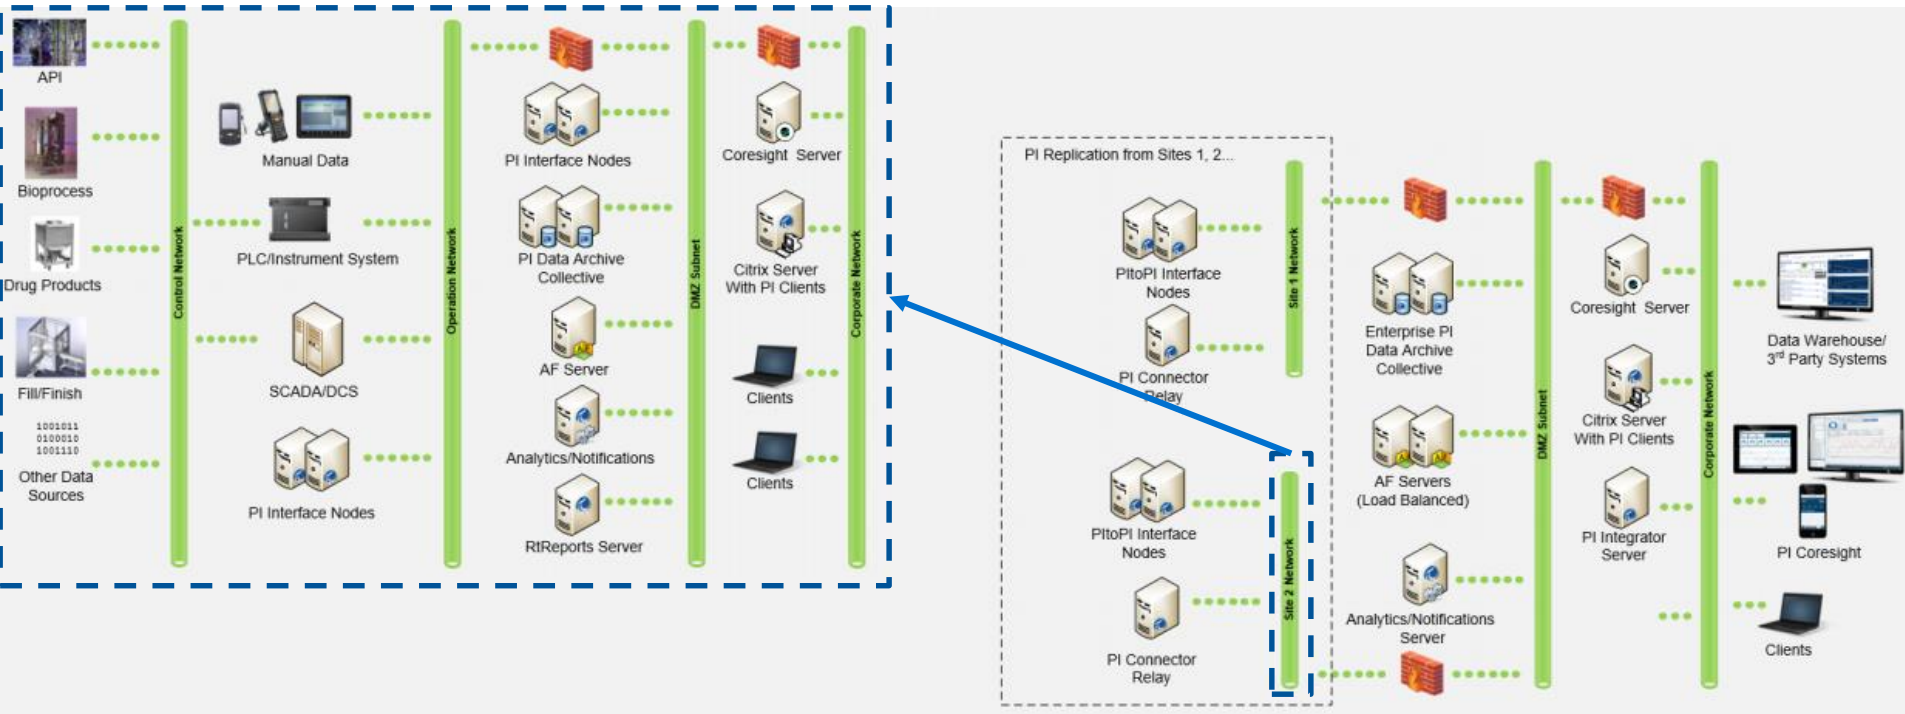 API
Bioprocess
Drug Products
Fill/Finish
1001011
0100010
1001110
Other Data
Sources
Control Network
Manual Data
PLC/Instrument System
SCADA/DCS
PI Interface Nodes
Operation Network
PI Interface Nodes
PI Data Archive
Collective
AF Server
Analytics/Notifications
RtReports Server
DMZ Subnet
Coresight Server
Citrix Server
With PI Clients
Clients
Clients
Corporate Network
PI Replication from Sites 1, 2...
PItoPI Interface
Nodes
PI Connector
Relay
Site 1 Network
PItoPI Interface
Nodes
PI Connector
Relay
Site 2 Network
Enterprise PI
Data Archive
Collective
AF Servers
(Load Balanced)
Analytics/Notifications
Server
DMZ Subnet
Coresight Server
Citrix Server
With PI Clients
PI Integrator
Server
Corporate Network
Data Warehouse/
3rd Party Systems
PI Coresight
Clients